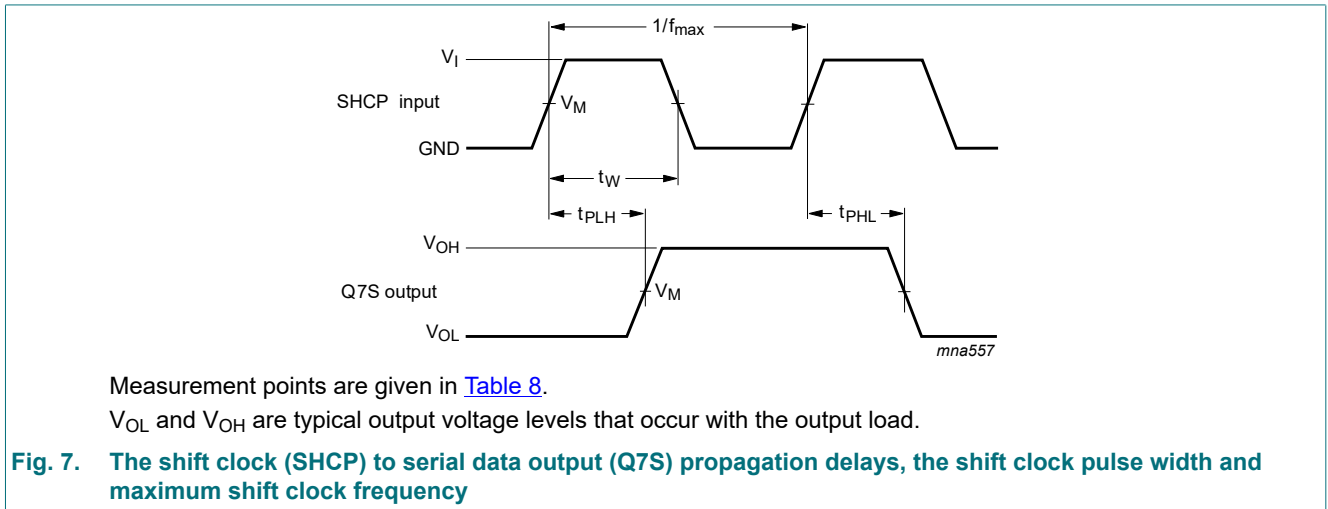 1/fmax
VI
SHCP input
VM
GND
tW
tPLH
tPHL
VOH
Q7S output
VM
VOL
mna557
Measurement points are given in Table 8.
VOL and VOH are typical output voltage levels that occur with the output load.
Fig. 7. The shift clock (SHCP) to serial data output (Q7S) propagation delays, the shift clock pulse width and
maximum shift clock frequency